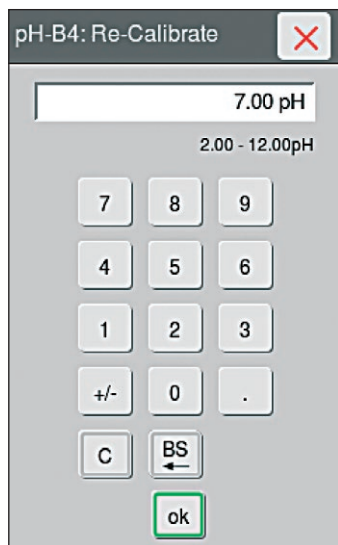 pH-B4: Re-Calibrate
7.00 pH
2.00 - 12.00pH
7 8 9
4 5 6
1 2 3
+/- 0 .
C BS
ok